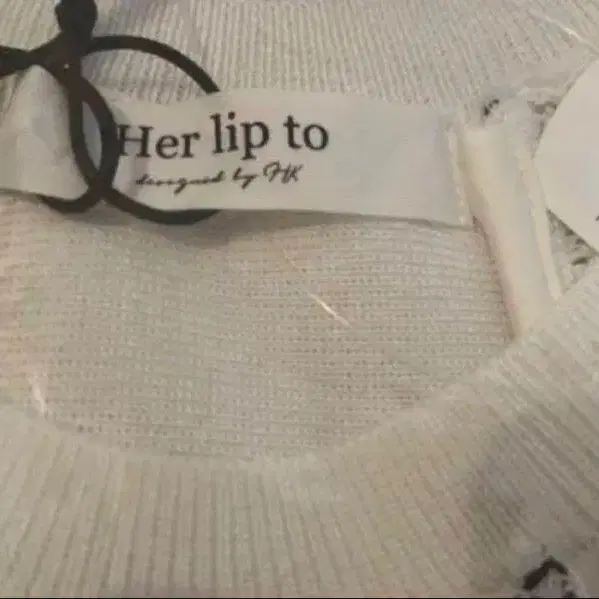 Her lip to
designed by HK